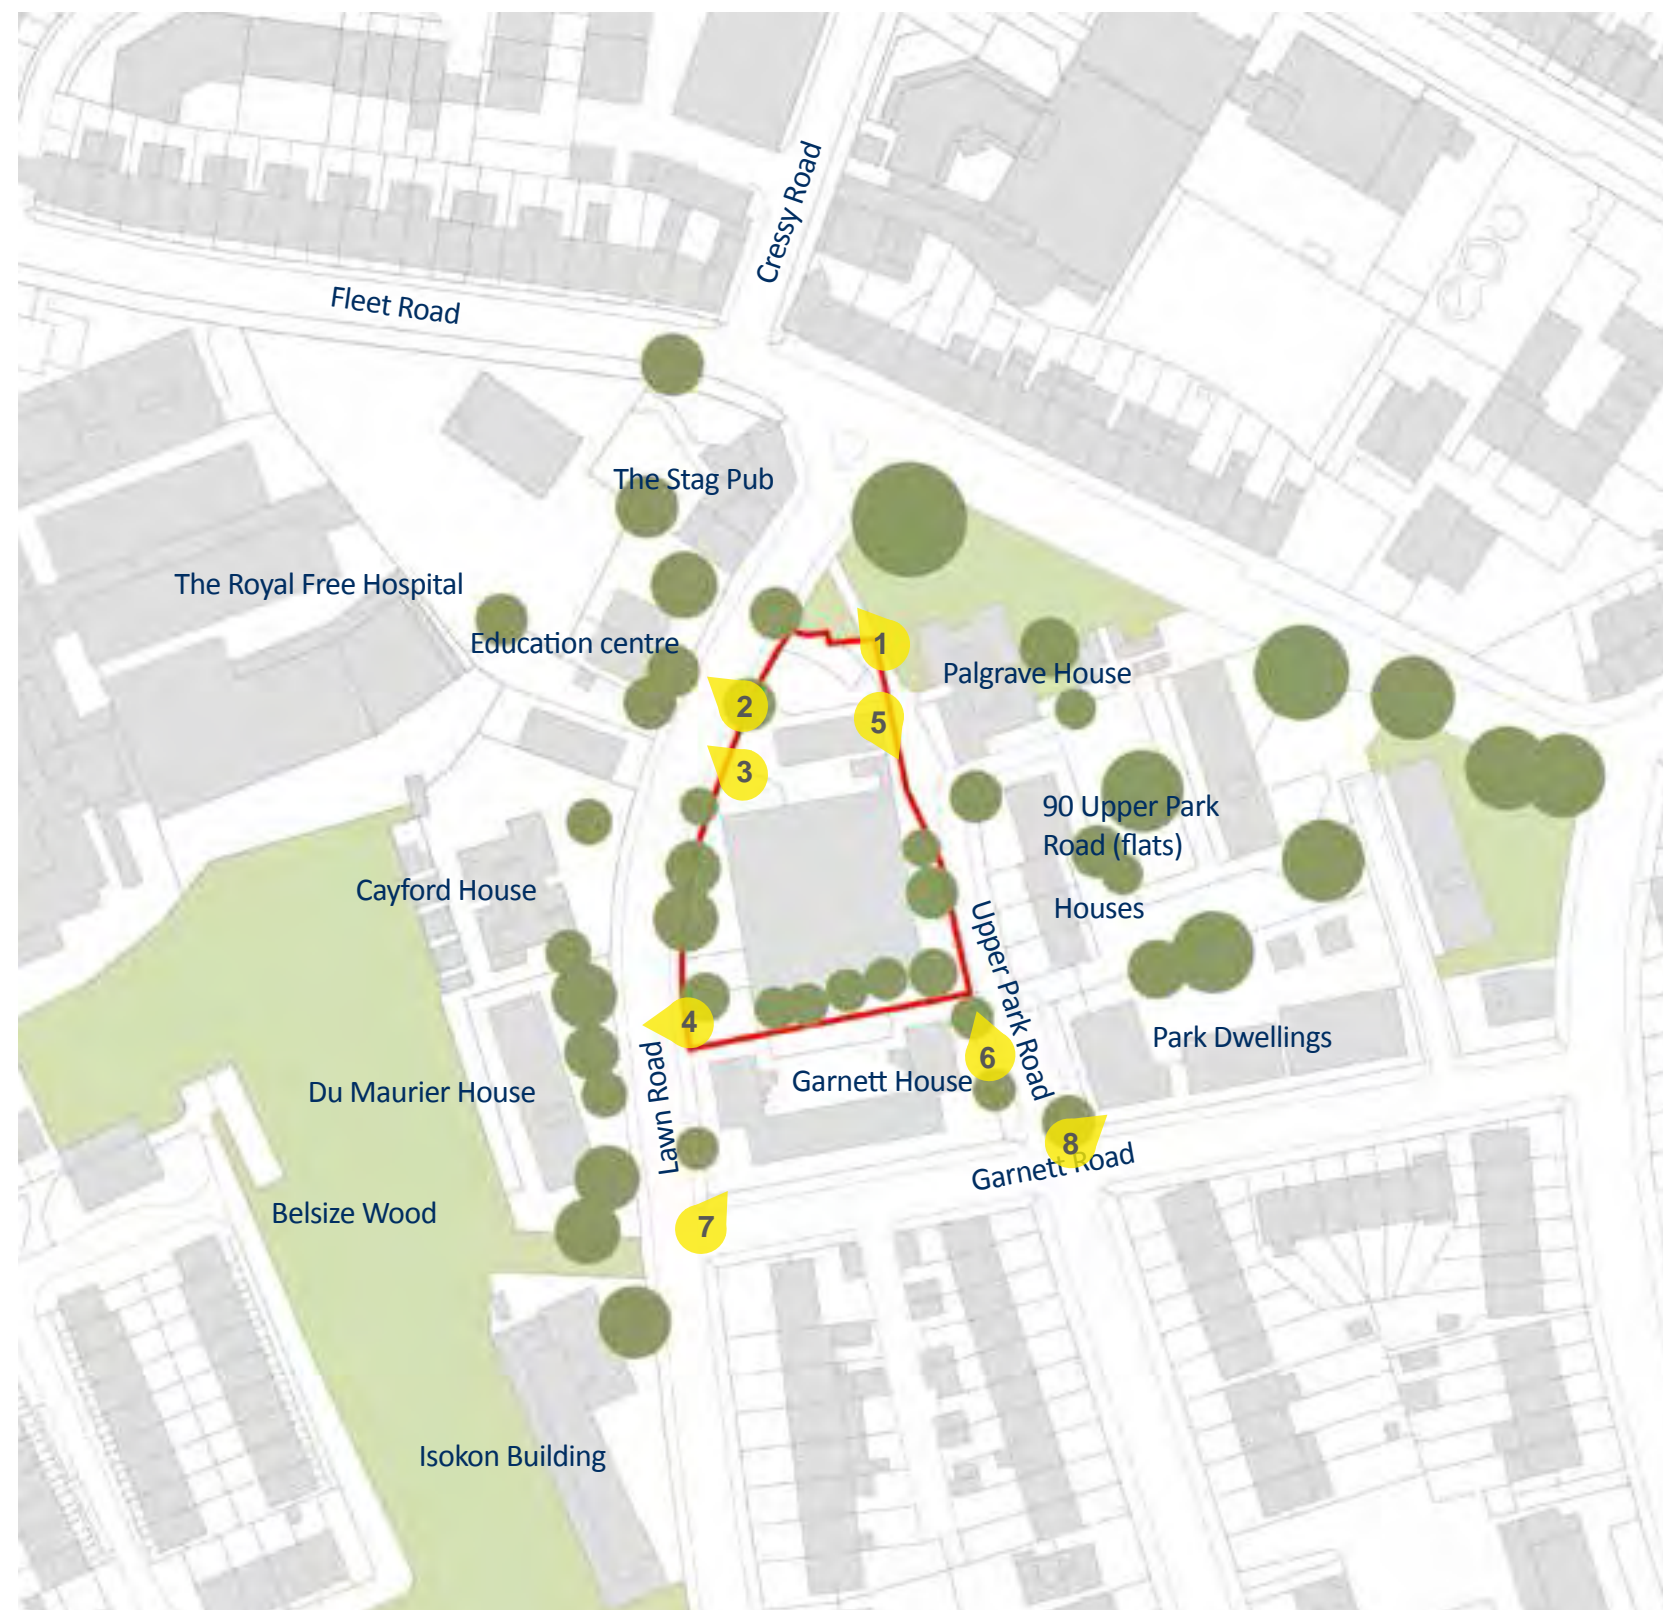 Cressy Road
Fleet Road
The Stag Pub
The Royal Free Hospital
Education centre
1
Palgrave House
2
5
3
90 Upper Park
Road (flats)
Cayford House
Houses
Upper Park Road
4
Park Dwellings
6
Garnett House
Du Maurier House
Lawn Road
8
Garnett Road
Belsize Wood
7
Isokon Building